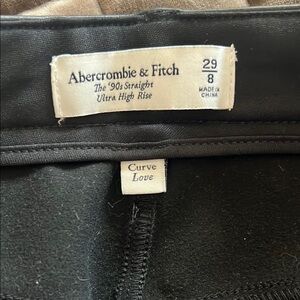 Abercrombie & Fitch
The '90s Straight
Ultra High Rise
29
8
MADE IN
CHINA
Curve
Love